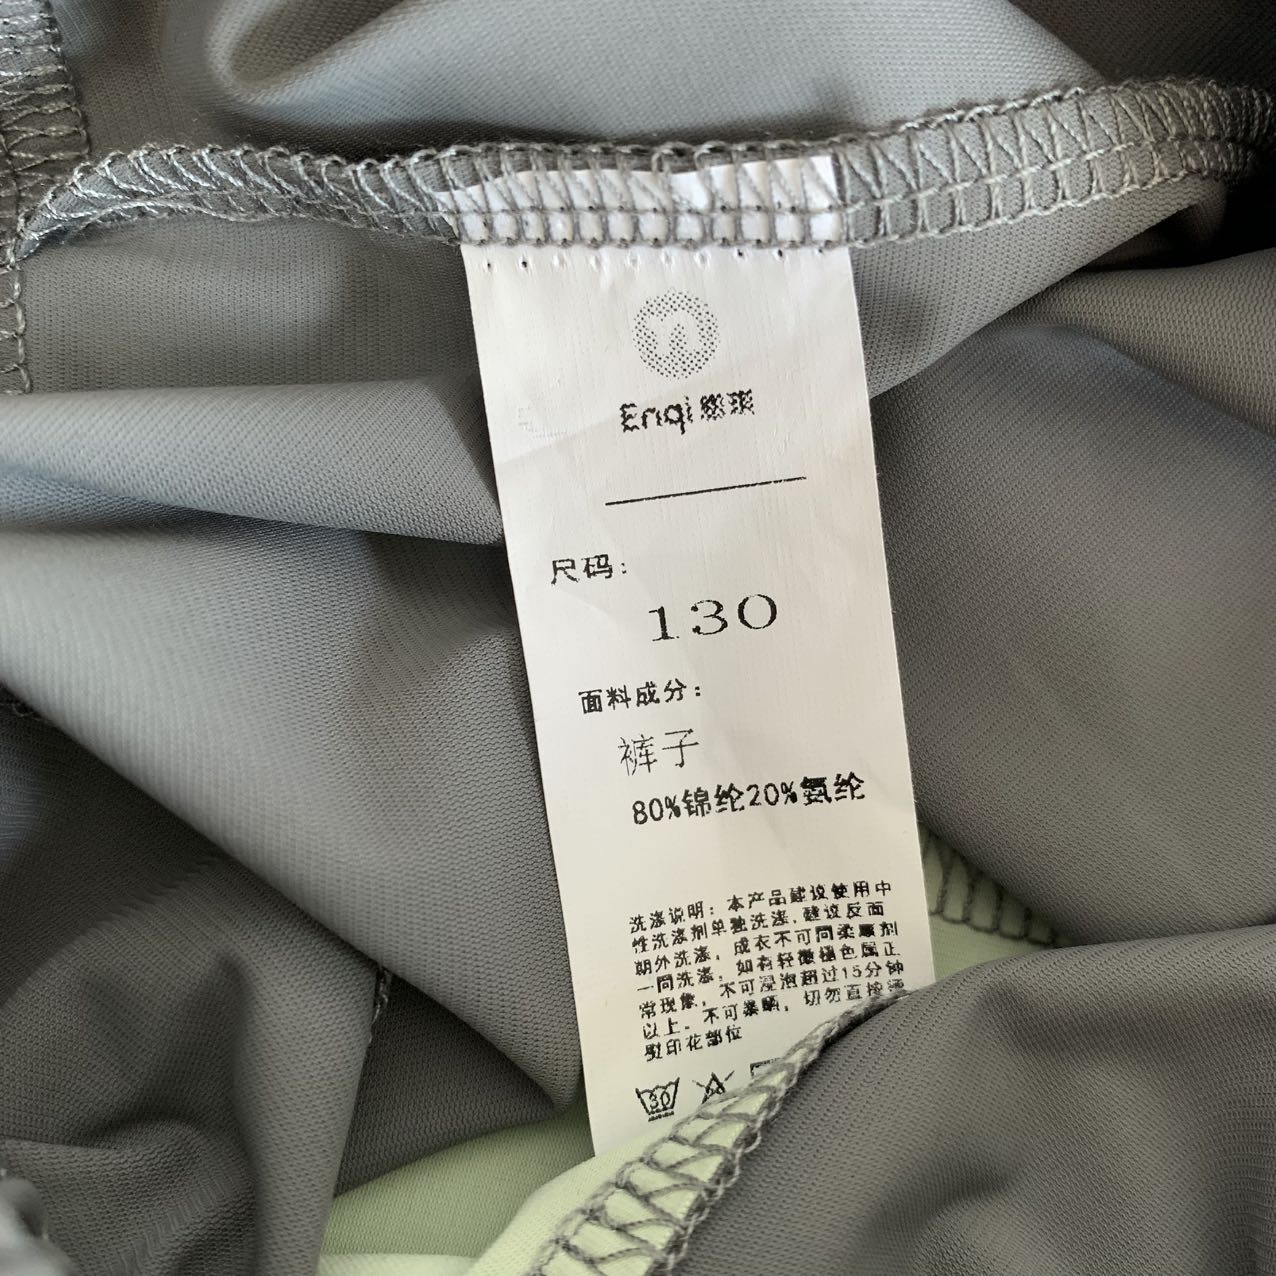 Enqi
尺码:
130
面料成分:
裤子
80%锦纶20%氨纶
洗涤说明: 本产品建议使用中
性洗涤剂单独洗涤, 建议反面
朝外洗涤, 成衣不可同柔顺剂
一同洗涤, 如有轻微褪色属正
常现象, 不可浸泡超过15分钟
以上。不可暴晒, 切勿直接
熨印花部位
30